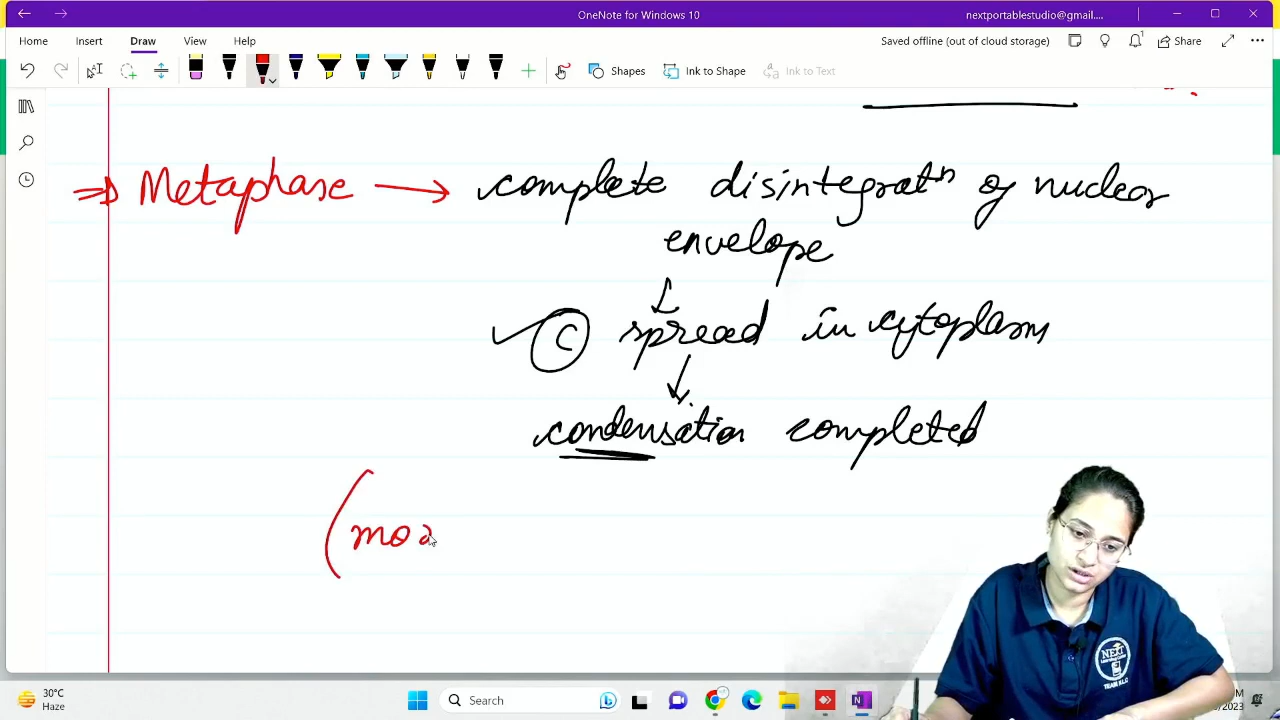 OneNote for Windows 10
nextportablestudio@gmail....
Home Insert Draw View Help
Saved offline (out of cloud storage)
Share
Shapes
Ink to Shape
Ink to Text
⇒ Metaphase → complete disintegratⁿ of nuclear
envelope
↓
✓ Ⓒ spread in cytoplasm
↓
condensation completed
(mo
NEXT
TEAM
30°C
Haze
Search